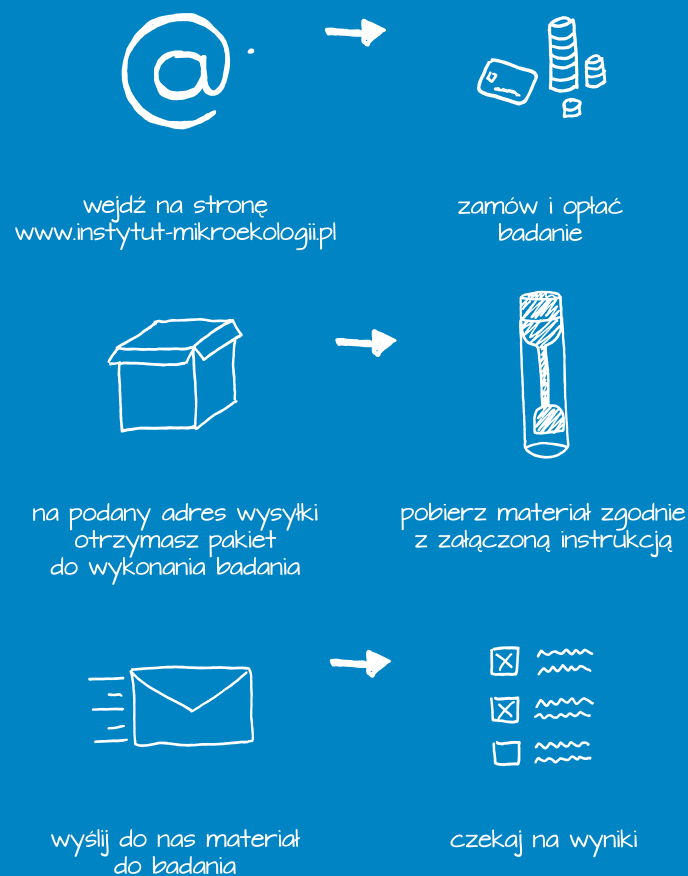 wejdź na stronę
www.instytut-mikroekologii.pl
zamów i opłać
badanie
na podany adres wysyłki
otrzymasz pakiet
do wykonania badania
pobierz materiał zgodnie
z załączoną instrukcją
wyślij do nas materiał
do badania
czekaj na wyniki